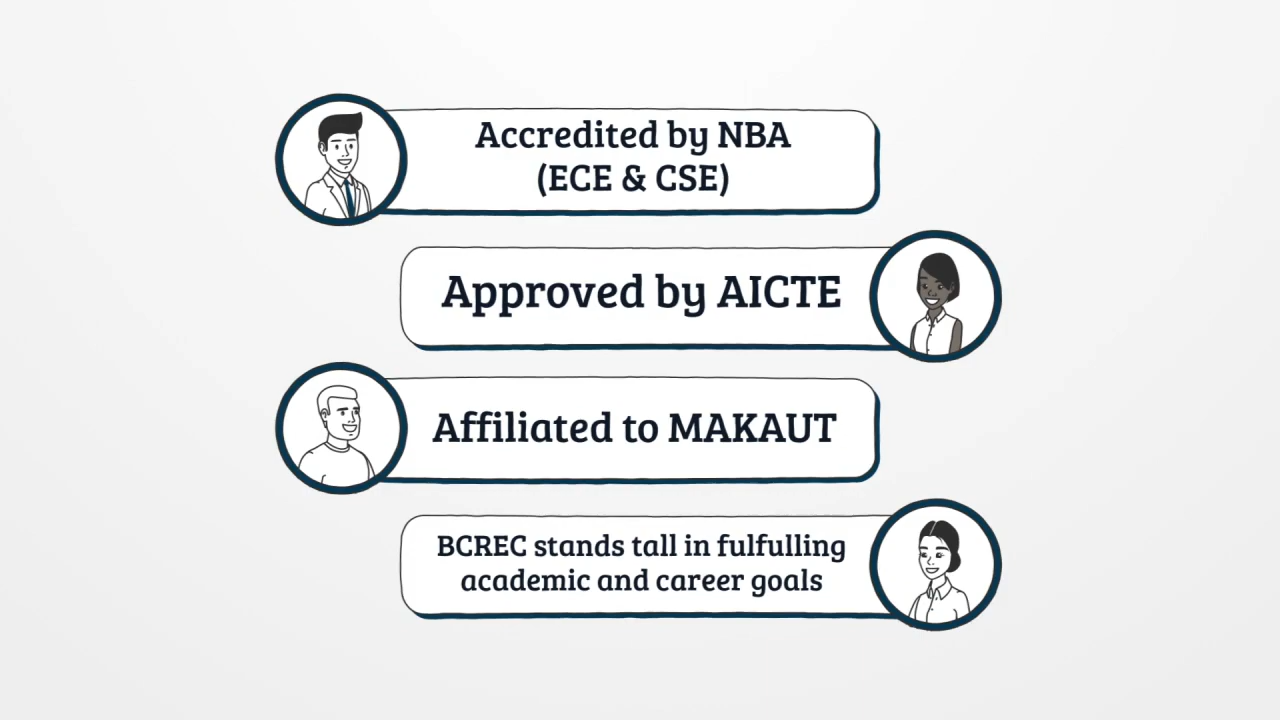 Accredited by NBA
(ECE & CSE)
Approved by AICTE
Affiliated to MAKAUT
BCREC stands tall in fulfulling
academic and career goals